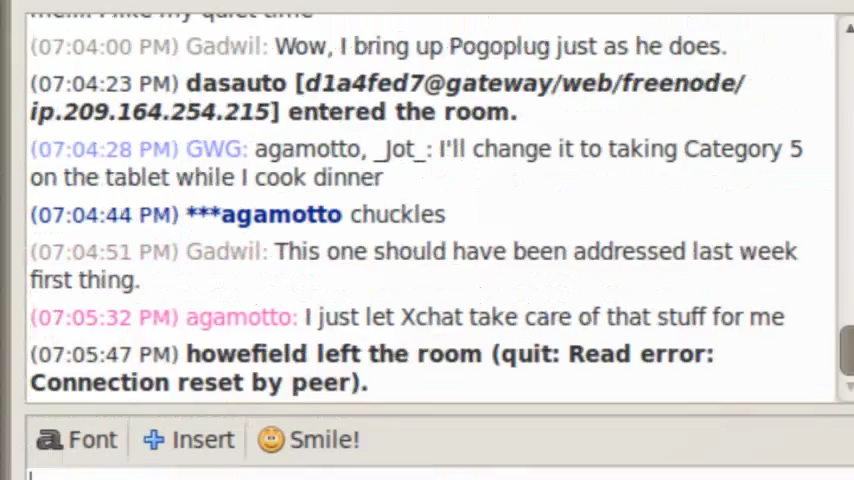 me.... I like my quiet time
(07:04:00 PM) Gadwil: Wow, I bring up Pogoplug just as he does.
(07:04:23 PM) dasauto [d1a4fed7@gateway/web/freenode/
ip.209.164.254.215] entered the room.
(07:04:28 PM) GWG: agamotto, _Jot_: I'll change it to taking Category 5
on the tablet while I cook dinner
(07:04:44 PM) ***agamotto chuckles
(07:04:51 PM) Gadwil: This one should have been addressed last week
first thing.
(07:05:32 PM) agamotto: I just let Xchat take care of that stuff for me
(07:05:47 PM) howefield left the room (quit: Read error:
Connection reset by peer).
Font Insert Smile!